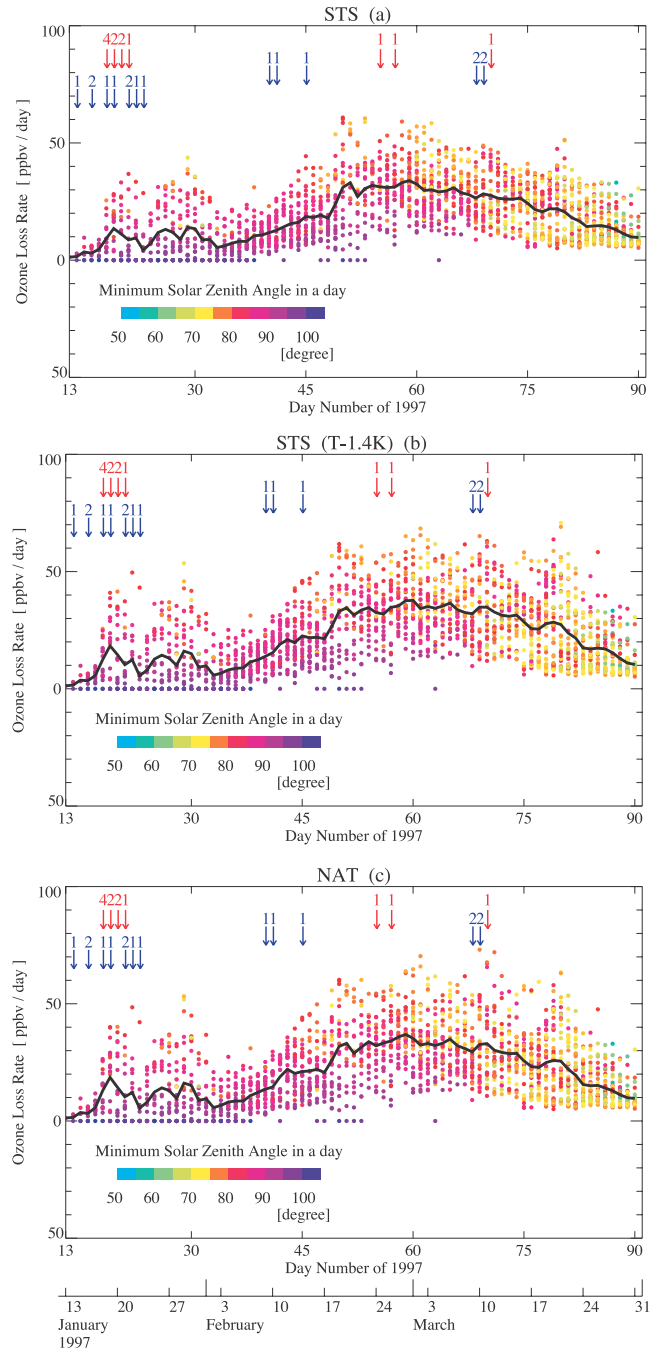 STS (a)
100
4221
1 1
1
1 2 11 211
11 1
22
50
0
50
Ozone Loss Rate [ ppbv / day ]
Minimum Solar Zenith Angle in a day
50 60 70 80 90 100
[degree]
13 30 45 60 75 90
Day Number of 1997
STS (T-1.4K) (b)
100
4221
1 1
1
1 2 11 211
11 1
22
50
0
50
Ozone Loss Rate [ ppbv / day ]
Minimum Solar Zenith Angle in a day
50 60 70 80 90 100
[degree]
13 30 45 60 75 90
Day Number of 1997
NAT (c)
100
4221
1 1
1
1 2 11 211
11 1
22
50
0
50
Ozone Loss Rate [ ppbv / day ]
Minimum Solar Zenith Angle in a day
50 60 70 80 90 100
[degree]
13 30 45 60 75 90
Day Number of 1997
13 20 27 3 10 17 24 3 10 17 24 31
January February March
1997